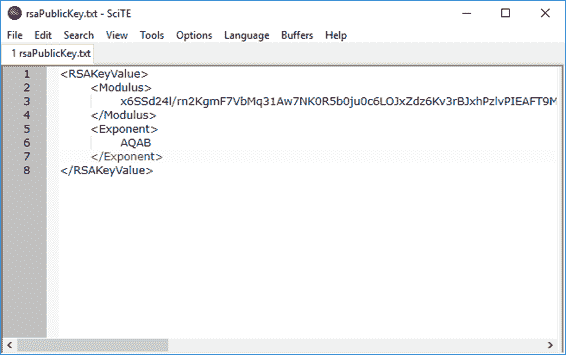 rsaPublicKey.txt - SciTE
File Edit Search View Tools Options Language Buffers Help
1 rsaPublicKey.txt
1 <RSAKeyValue>
2 <Modulus>
3 x6SSd24l/rn2KgmF7VbMq31Aw7NK0R5b0ju0c6LOJxZdz6Kv3rBJxhPzlvPIEAFT9M
4 </Modulus>
5 <Exponent>
6 AQAB
7 </Exponent>
8 </RSAKeyValue>